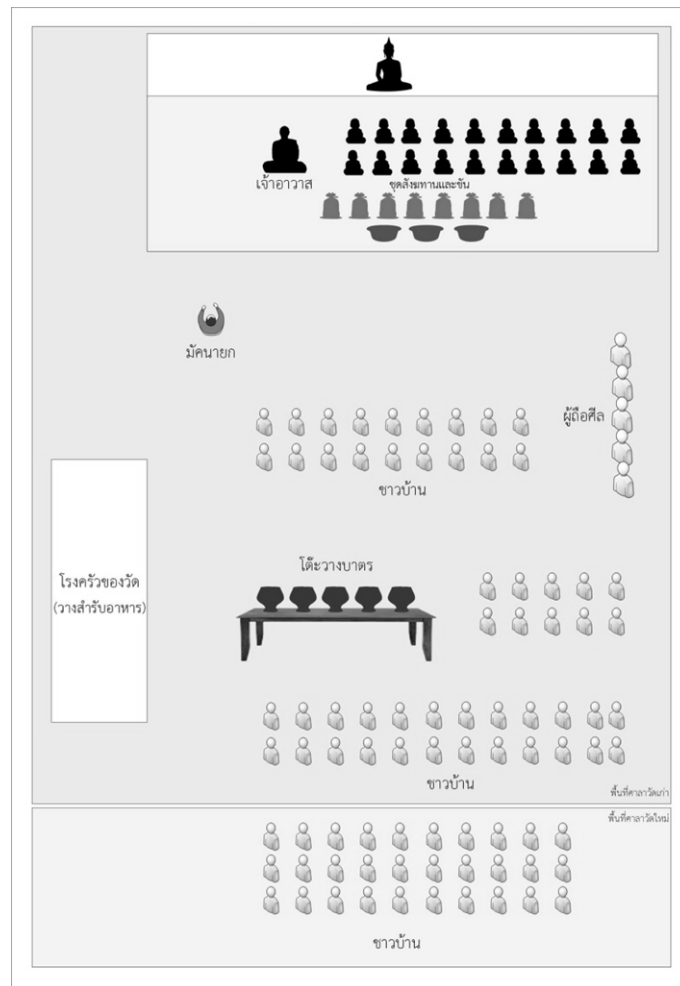 เจ้าอาวาส
ชุดสังฆทานและขัน
มัคนายก
ผู้ถือศีล
ชาวบ้าน
โต๊ะวางบาตร
โรงครัวของวัด
(วางสำรับอาหาร)
ชาวบ้าน
พื้นที่ศาลาวัดเก่า
พื้นที่ศาลาวัดใหม่
ชาวบ้าน